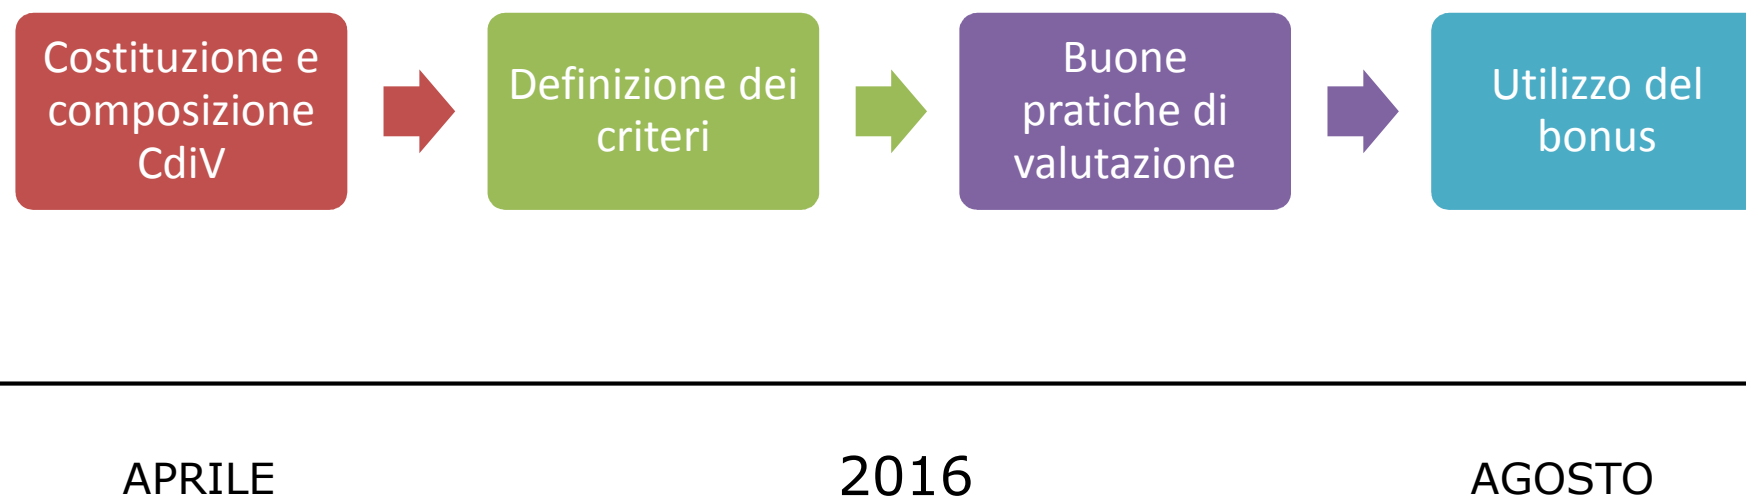 Costituzione e
composizione
CdiV
Definizione dei
criteri
Buone
pratiche di
valutazione
Utilizzo del
bonus
APRILE
2016
AGOSTO